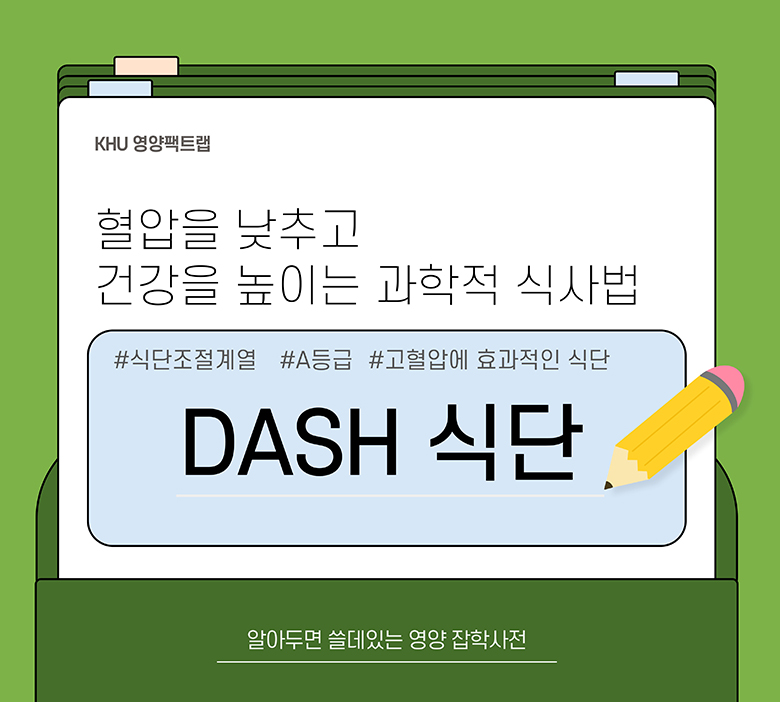 KHU 영양팩트랩
혈압을 낮추고
건강을 높이는 과학적 식사법
#식단조절계열 #A등급 #고혈압에 효과적인 식단
DASH 식단
알아두면 쓸데있는 영양 잡학사전